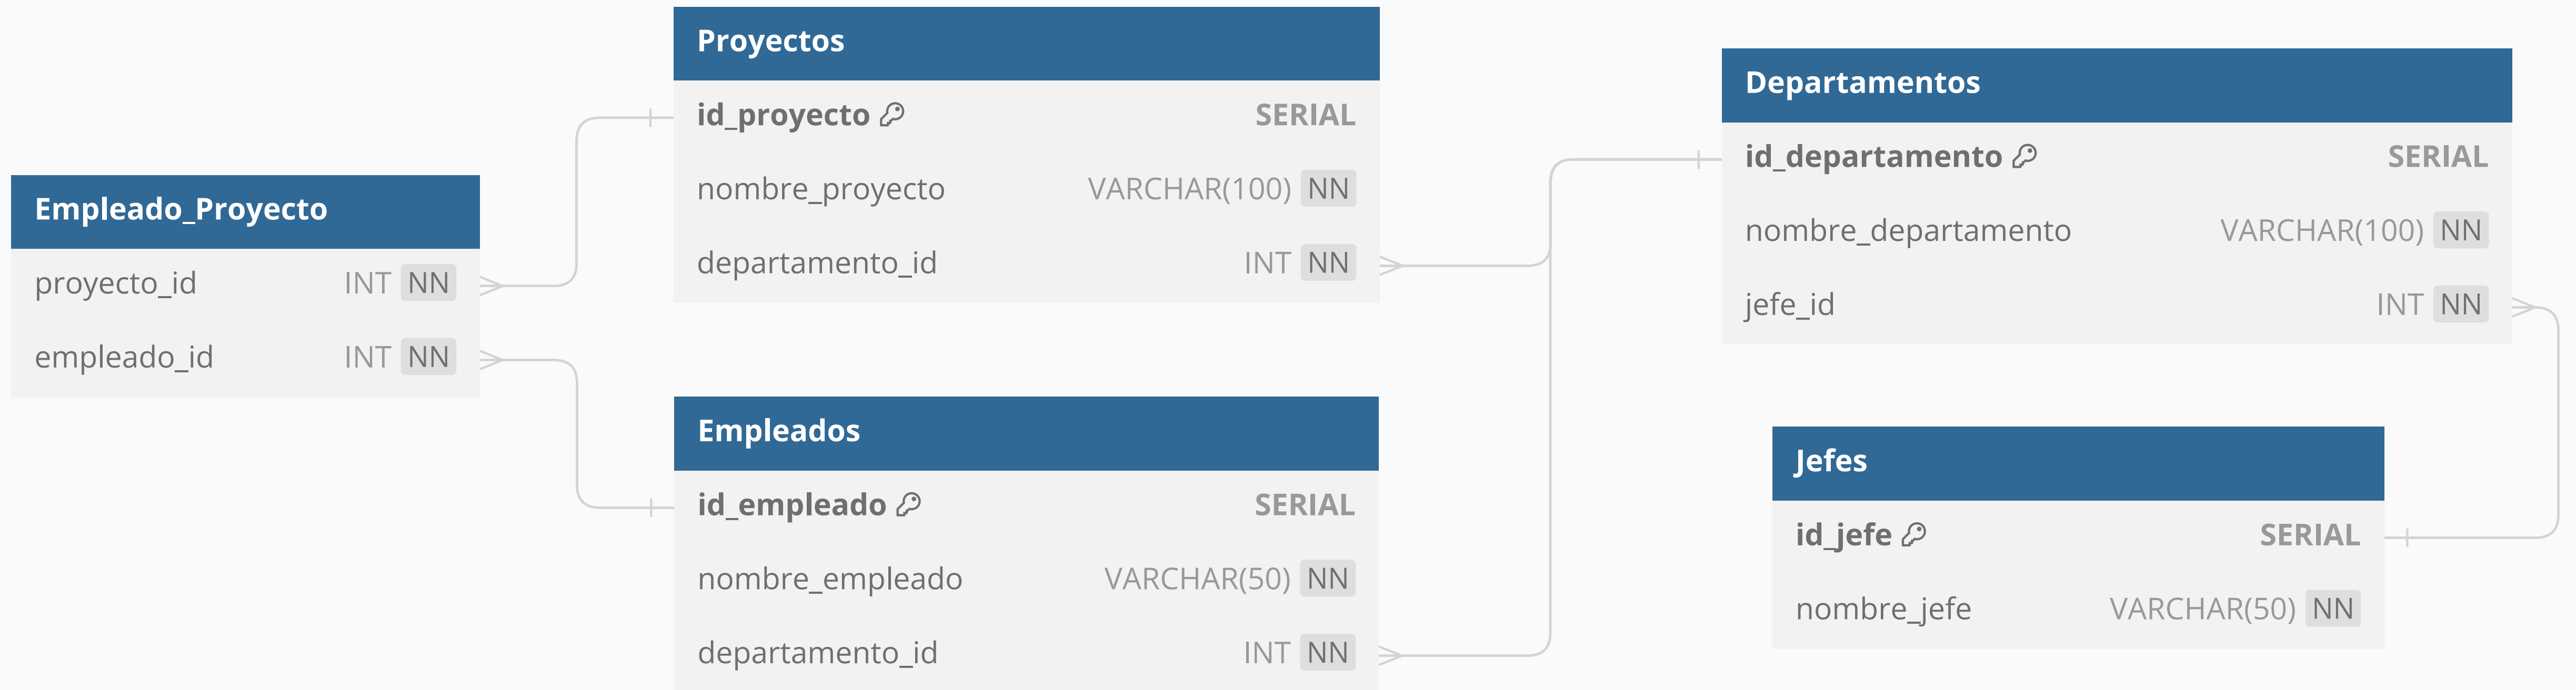 Empleado_Proyecto
proyecto_id INT NN
empleado_id INT NN
Proyectos
id_proyecto SERIAL
nombre_proyecto VARCHAR(100) NN
departamento_id INT NN
Empleados
id_empleado SERIAL
nombre_empleado VARCHAR(50) NN
departamento_id INT NN
Departamentos
id_departamento SERIAL
nombre_departamento VARCHAR(100) NN
jefe_id INT NN
Jefes
id_jefe SERIAL
nombre_jefe VARCHAR(50) NN